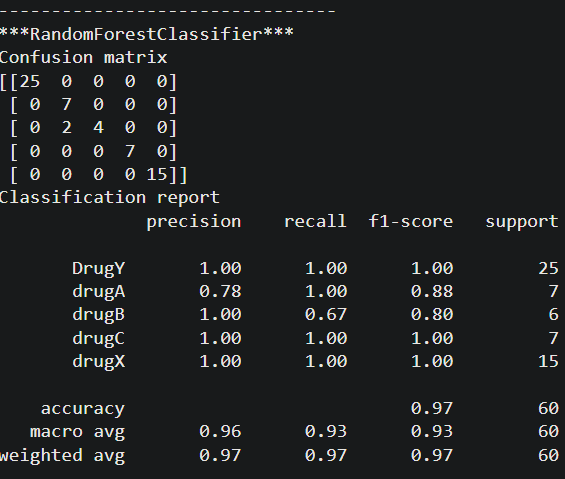 ---------------------------------
***RandomForestClassifier***
Confusion matrix
[[25  0  0  0  0]
 [ 0  7  0  0  0]
 [ 0  2  4  0  0]
 [ 0  0  0  7  0]
 [ 0  0  0  0 15]]
Classification report
              precision    recall  f1-score   support

       DrugY       1.00      1.00      1.00        25
       drugA       0.78      1.00      0.88         7
       drugB       1.00      0.67      0.80         6
       drugC       1.00      1.00      1.00         7
       drugX       1.00      1.00      1.00        15

    accuracy                           0.97        60
   macro avg       0.96      0.93      0.93        60
weighted avg       0.97      0.97      0.97        60